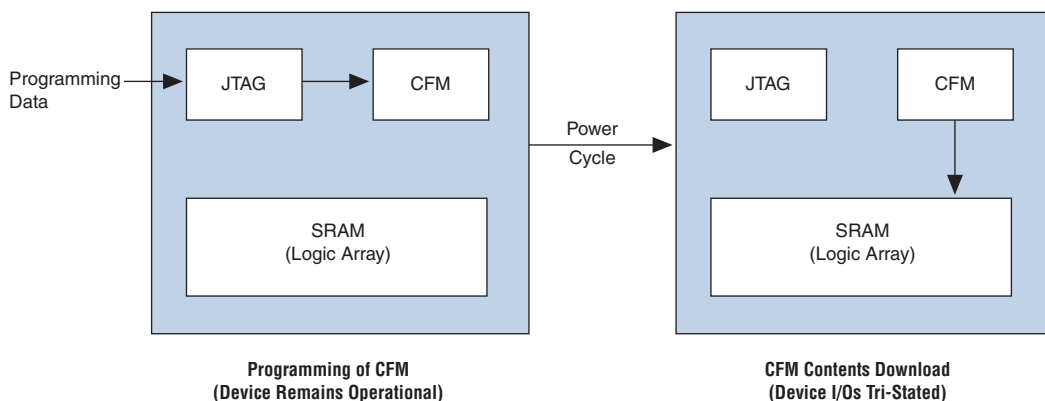 Programming
Data
JTAG
CFM
SRAM
(Logic Array)
Programming of CFM
(Device Remains Operational)
Power
Cycle
JTAG
CFM
SRAM
(Logic Array)
CFM Contents Download
(Device I/Os Tri-Stated)